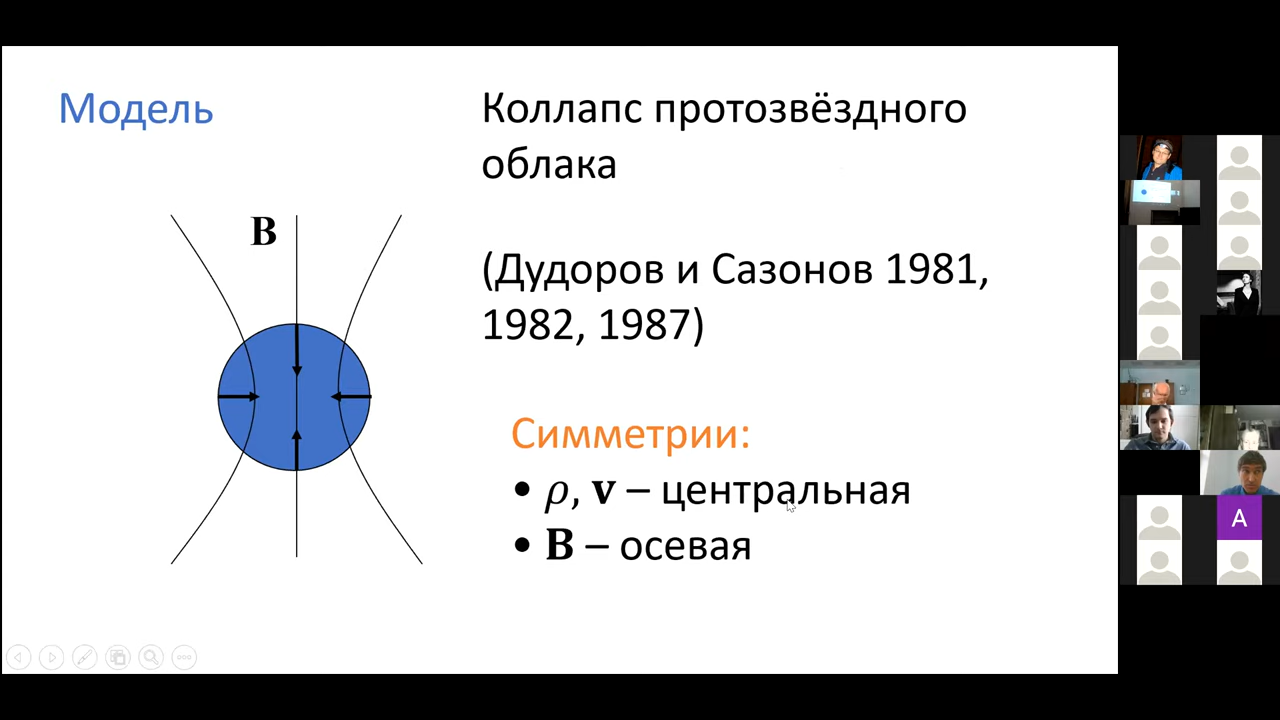 Модель
Коллапс протозвёздного
облака
B
(Дудоров и Сазонов 1981,
1982, 1987)
Симметрии:
• ρ, v – центральная
• B – осевая
A